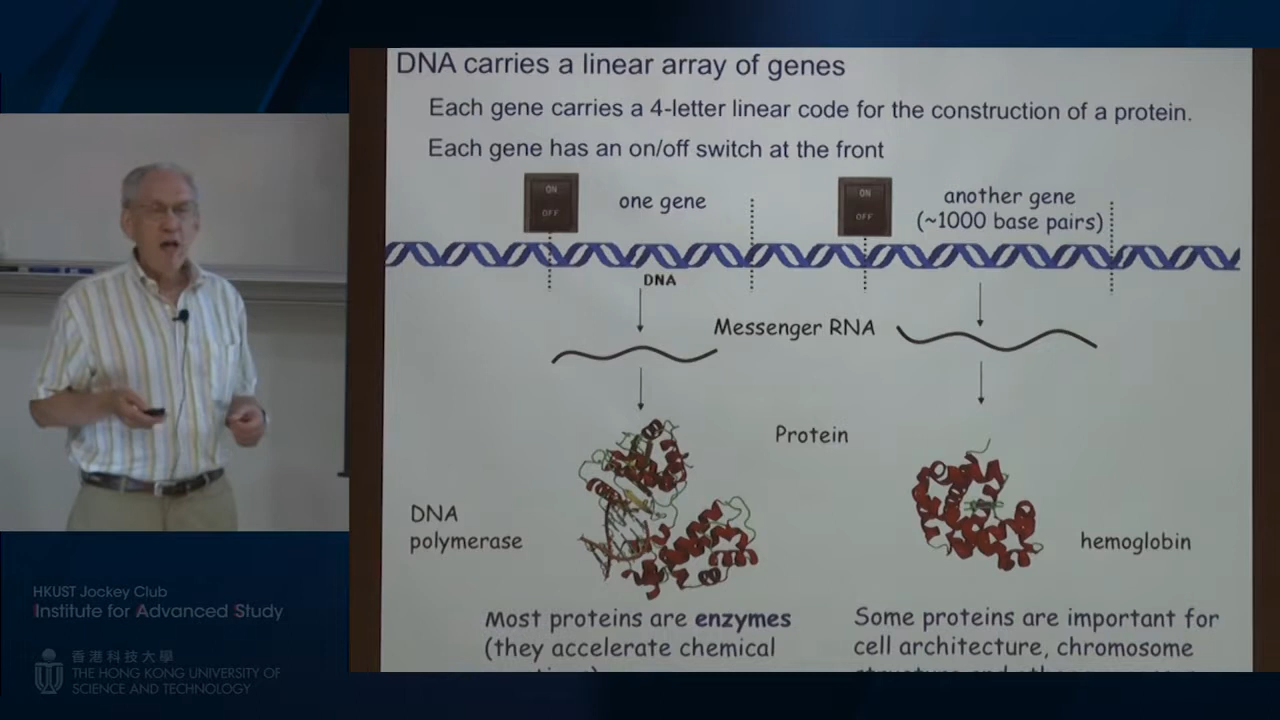 DNA carries a linear array of genes
Each gene carries a 4-letter linear code for the construction of a protein.
Each gene has an on/off switch at the front
ON
OFF
one gene
ON
OFF
another gene
(~1000 base pairs)
DNA
Messenger RNA
Protein
DNA
polymerase
hemoglobin
Most proteins are enzymes
(they accelerate chemical
Some proteins are important for
cell architecture, chromosome
HKUST Jockey Club
Institute for Advanced Study
香港科技大學
THE HONG KONG UNIVERSITY OF
SCIENCE AND TECHNOLOGY